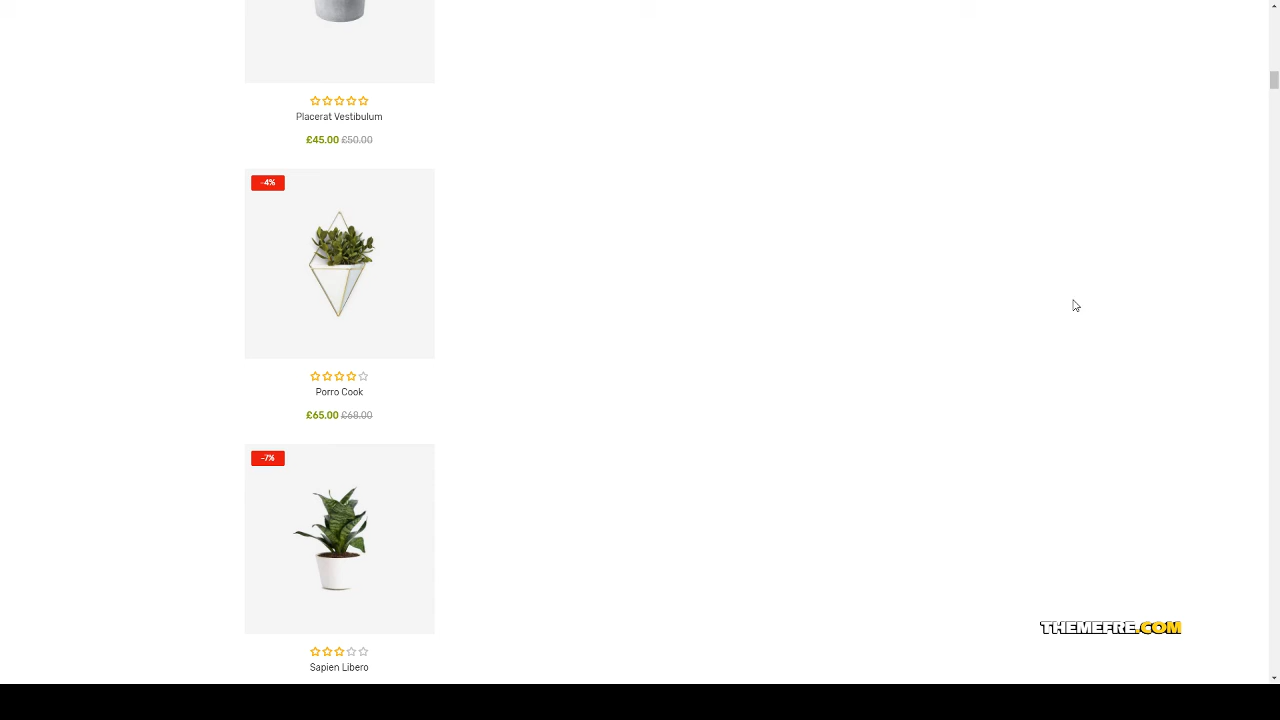 Placerat Vestibulum
£45.00 £50.00
-4%
Porro Cook
£65.00 £68.00
-7%
Sapien Libero
THEMEFRE.COM